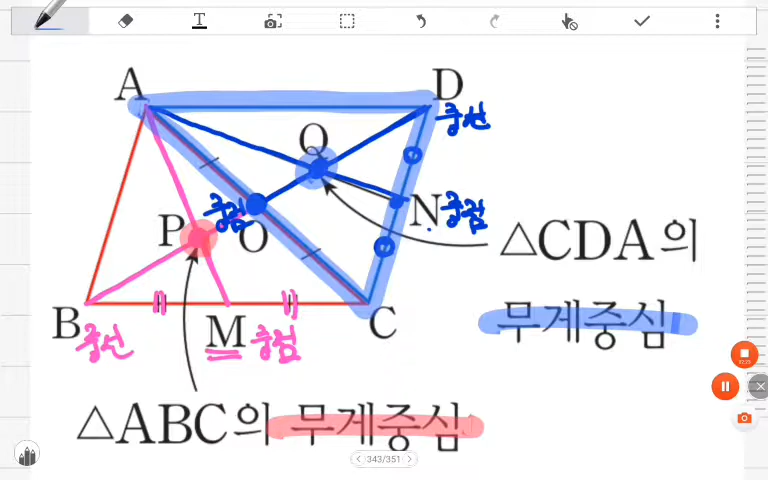 T
A
D
중선
Q
중점
P
O
N 중점
△CDA의
무게중심
B
M 중점
C
중선
△ABC의 무게중심
343/351